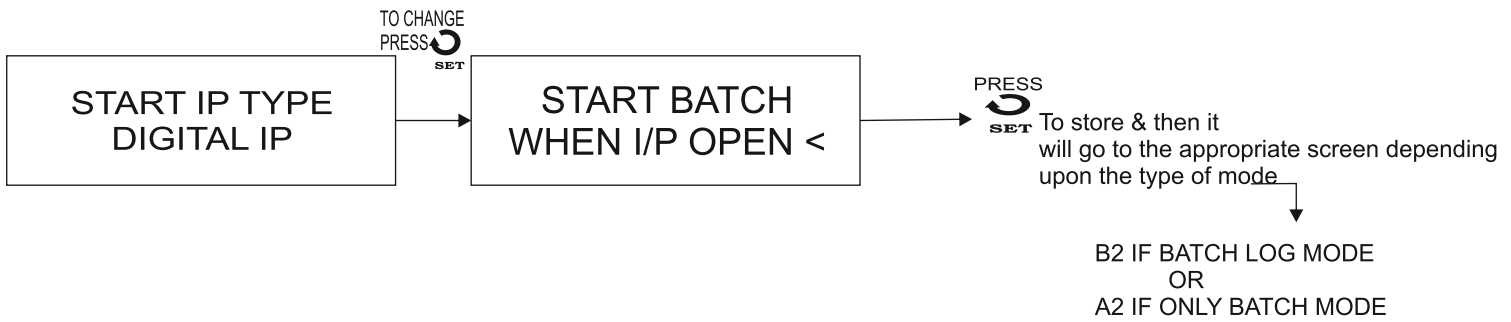 TO CHANGE
PRESS
SET
START IP TYPE
DIGITAL IP
START BATCH
WHEN I/P OPEN <
PRESS
SET
To store & then it
will go to the appropriate screen depending
upon the type of mode
B2 IF BATCH LOG MODE
OR
A2 IF ONLY BATCH MODE